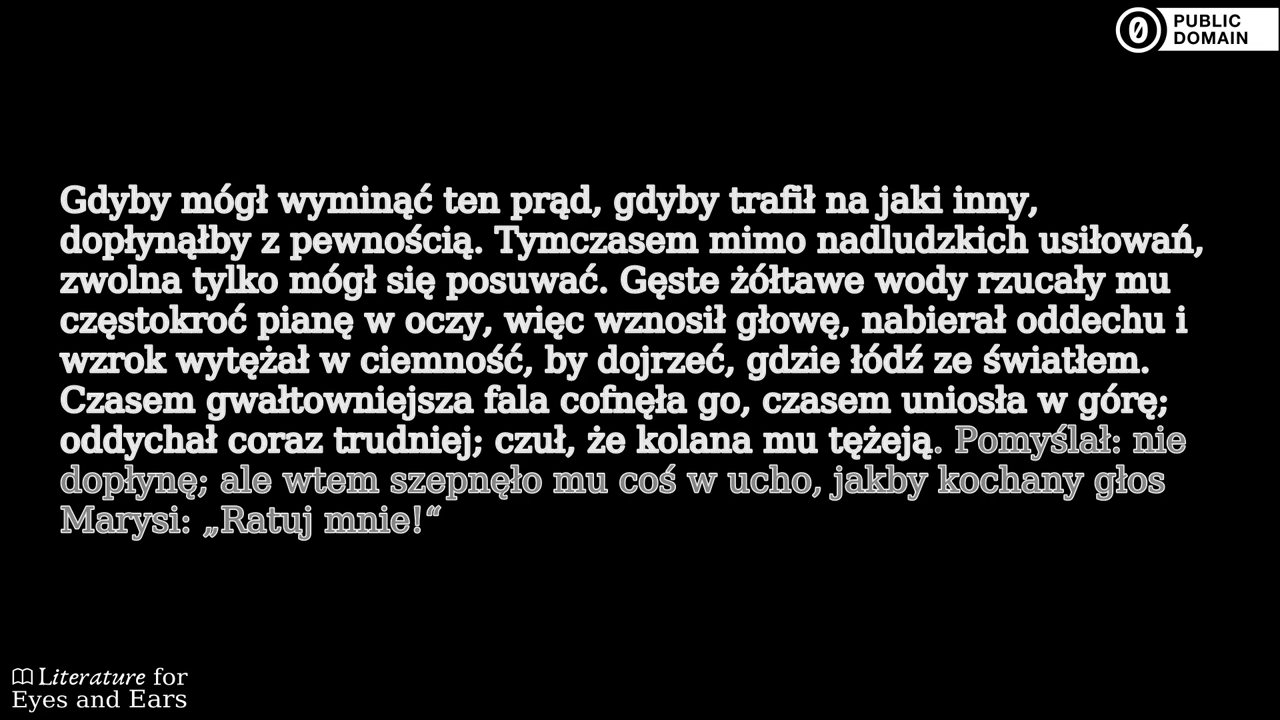 PUBLIC
DOMAIN
Gdyby mógł wyminąć ten prąd, gdyby trafił na jaki inny,
dopłynąłby z pewnością. Tymczasem mimo nadludzkich usiłowań,
zwolna tylko mógł się posuwać. Gęste żółtawe wody rzucały mu
częstokroć pianę w oczy, więc wznosił głowę, nabierał oddechu i
wzrok wytężał w ciemność, by dojrzeć, gdzie łódź ze światłem.
Czasem gwałtowniejsza fala cofnęła go, czasem uniosła w górę;
oddychał coraz trudniej; czuł, że kolana mu tężeją. Pomyślał: nie
dopłynę; ale wtem szepnęło mu coś w ucho, jakby kochany głos
Marysi: „Ratuj mnie!“
Literature for
Eyes and Ears